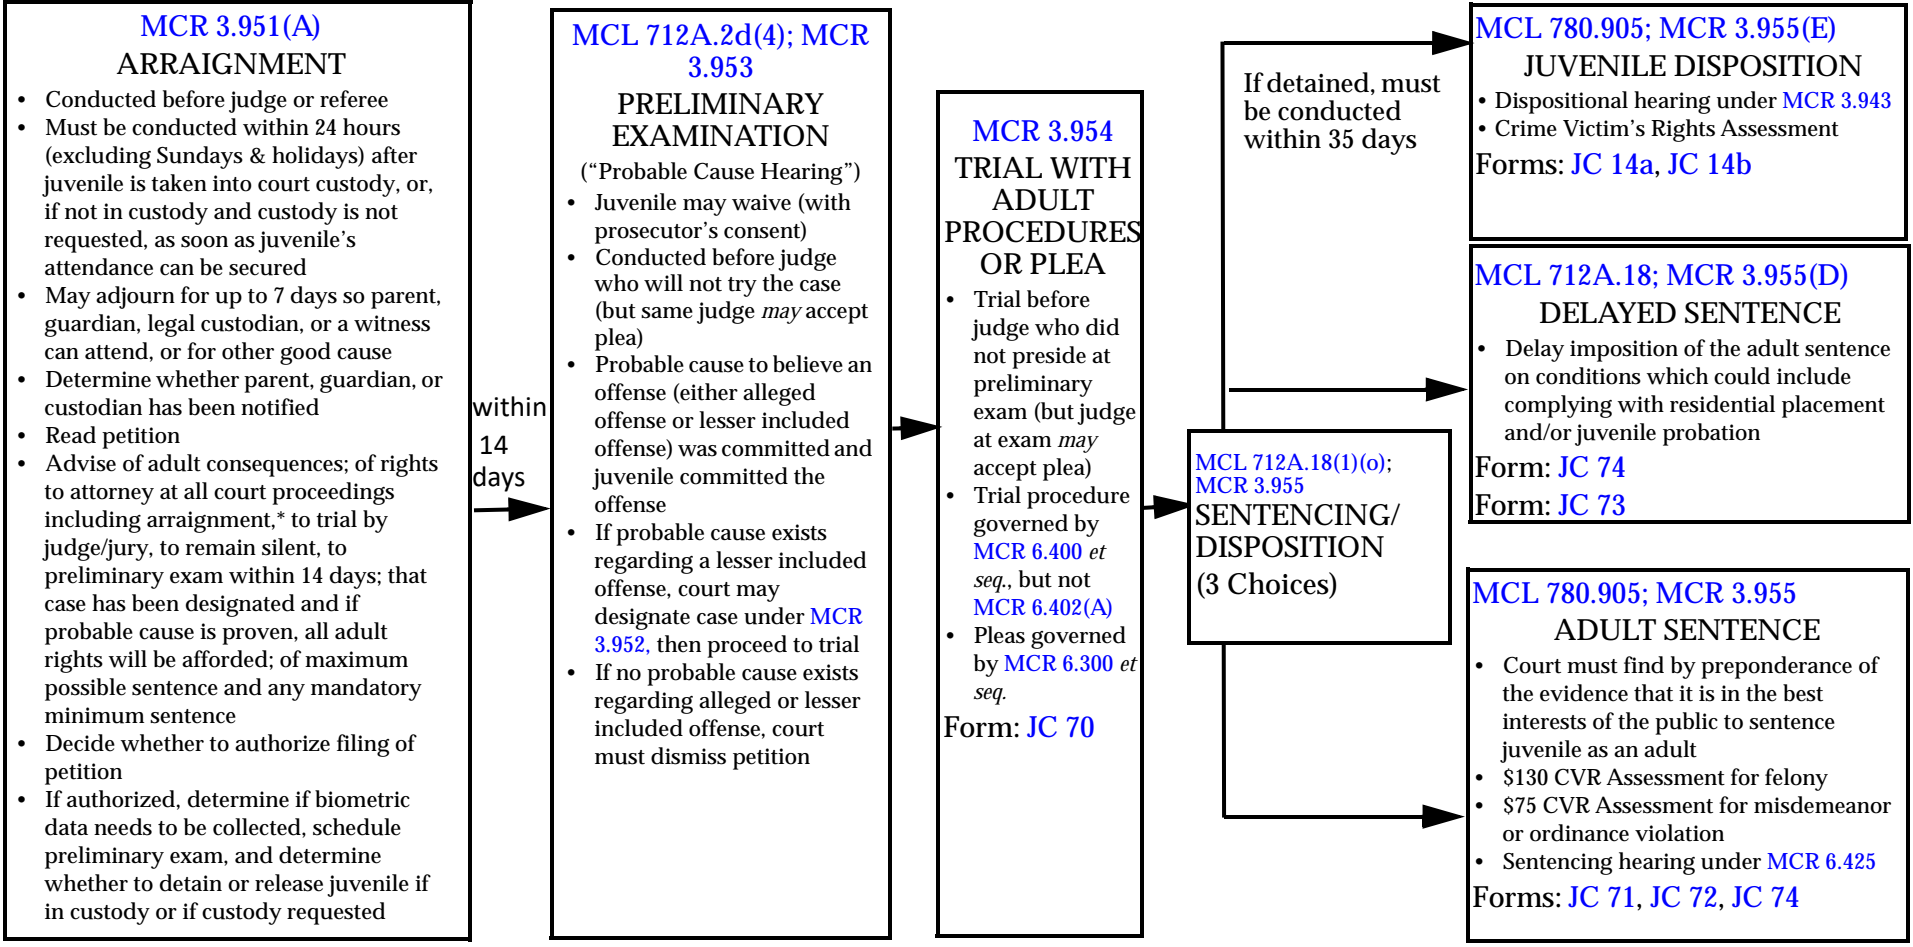 MCR 3.951(A)
ARRAIGNMENT
• Conducted before judge or referee
• Must be conducted within 24 hours
(excluding Sundays & holidays) after
juvenile is taken into court custody, or,
if not in custody and custody is not
requested, as soon as juvenile's
attendance can be secured
• May adjourn for up to 7 days so parent,
guardian, legal custodian, or a witness
can attend, or for other good cause
• Determine whether parent, guardian, or
custodian has been notified
• Read petition
• Advise of adult consequences; of rights
to attorney at all court proceedings
including arraignment,* to trial by
judge/jury, to remain silent, to
preliminary exam within 14 days; that
case has been designated and if
probable cause is proven, all adult
rights will be afforded; of maximum
possible sentence and any mandatory
minimum sentence
• Decide whether to authorize filing of
petition
• If authorized, determine if biometric
data needs to be collected, schedule
preliminary exam, and determine
whether to detain or release juvenile if
in custody or if custody requested
within
14
days
MCL 712A.2d(4); MCR
3.953
PRELIMINARY
EXAMINATION
(“Probable Cause Hearing”)
• Juvenile may waive (with
prosecutor's consent)
• Conducted before judge
who will not try the case
(but same judge may accept
plea)
• Probable cause to believe an
offense (either alleged
offense or lesser included
offense) was committed and
juvenile committed the
offense
• If probable cause exists
regarding a lesser included
offense, court may
designate case under MCR
3.952, then proceed to trial
• If no probable cause exists
regarding alleged or lesser
included offense, court
must dismiss petition
MCR 3.954
TRIAL WITH
ADULT
PROCEDURES
OR PLEA
• Trial before
judge who did
not preside at
preliminary
exam (but judge
at exam may
accept plea)
• Trial procedure
governed by
MCR 6.400 et
seq., but not
MCR 6.402(A)
• Pleas governed
by MCR 6.300 et
seq.
Form: JC 70
MCL 712A.18(1)(o);
MCR 3.955
SENTENCING/
DISPOSITION
(3 Choices)
If detained, must
be conducted
within 35 days
MCL 780.905; MCR 3.955(E)
JUVENILE DISPOSITION
• Dispositional hearing under MCR 3.943
• Crime Victim's Rights Assessment
Forms: JC 14a, JC 14b
MCL 712A.18; MCR 3.955(D)
DELAYED SENTENCE
• Delay imposition of the adult sentence
on conditions which could include
complying with residential placement
and/or juvenile probation
Form: JC 74
Form: JC 73
MCL 780.905; MCR 3.955
ADULT SENTENCE
• Court must find by preponderance of
the evidence that it is in the best
interests of the public to sentence
juvenile as an adult
• $130 CVR Assessment for felony
• $75 CVR Assessment for misdemeanor
or ordinance violation
• Sentencing hearing under MCR 6.425
Forms: JC 71, JC 72, JC 74